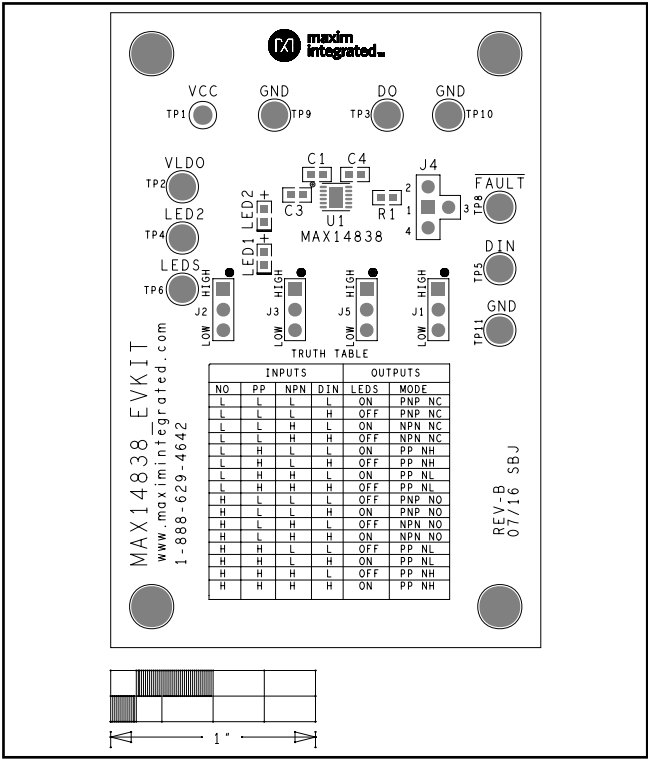 maxim
integrated™
VCC
TP1
GND
TP9
DO
TP3
GND
TP10
VLDO
TP2
LED2
TP4
LEDS
TP6
C1
C4
C3
U1
R1
MAX14838
LED2
+
LED1
+
J4
2
1
3
4
FAULT
TP8
DIN
TP5
GND
TP11
HIGH
J2
LOW
HIGH
J3
LOW
HIGH
J5
LOW
HIGH
J1
LOW
TRUTH TABLE
INPUTS OUTPUTS
NO PP NPN DIN LEDS MODE
L L L L ON PNP NC
L L L H OFF PNP NC
L L H L ON NPN NC
L L H H OFF NPN NC
L H L L ON PP NH
L H L H OFF PP NH
L H H L ON PP NL
L H H H OFF PP NL
H L L L OFF PNP NO
H L L H ON PNP NO
H L H L OFF NPN NO
H L H H ON NPN NO
H H L L OFF PP NL
H H L H ON PP NL
H H H L OFF PP NH
H H H H ON PP NH
MAX14838_EVKIT
www.maximintegrated.com
1-888-629-4642
REV-B
07/16 SBJ
1"